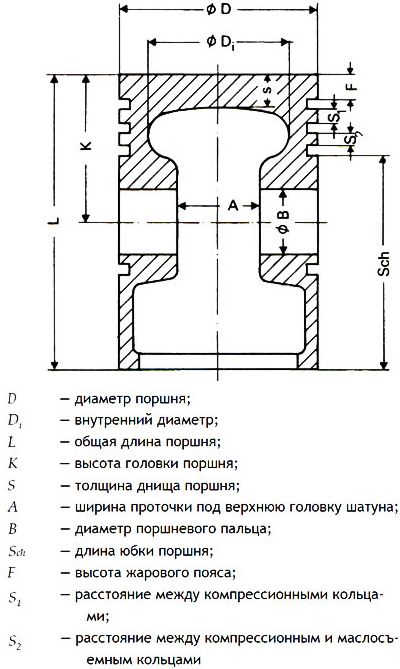 ϕ D
ϕ Di
F
s
S1
S2
K
L
A
ϕ B
Sch
D – диаметр поршня;
Di – внутренний диаметр;
L – общая длина поршня;
K – высота головки поршня;
S – толщина днища поршня;
A – ширина проточки под верхнюю головку шатуна;
B – диаметр поршневого пальца;
Sch – длина юбки поршня;
F – высота жарового пояса;
S1 – расстояние между компрессионными кольца-
ми;
S2 – расстояние между компрессионным и маслосъ-
емным кольцами